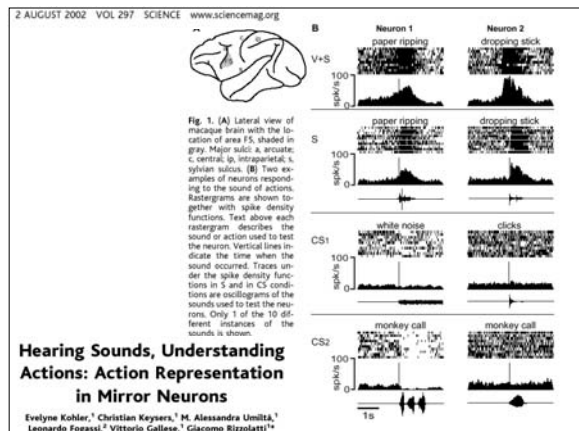 2 AUGUST 2002 VOL 297 SCIENCE www.sciencemag.org
Fig. 1. (A) Lateral view of
macaque brain with the lo-
cation of area F5, shaded in
gray. Major sulci: a, arcuate;
c, central; ip, intraparietal; s,
sylvian sulcus. (B) Two ex-
amples of neurons respond-
ing to the sound of actions.
Rastergrams are shown to-
gether with spike density
functions. Text above each
rastergram describes the
sound or action used to test
the neuron. Vertical lines in-
dicate the time when the
sound occurred. Traces un-
der the spike density func-
tions in S and in CS condi-
tions are oscillograms of the
sounds used to test the neu-
rons. Only 1 of the 10 dif-
ferent instances of the
sounds is shown.
Hearing Sounds, Understanding
Actions: Action Representation
in Mirror Neurons
Evelyne Kohler,¹ Christian Keysers,¹ M. Alessandra Umiltà,¹
Leonardo Fogassi,² Vittorio Gallese,¹ Giacomo Rizzolatti¹*
B Neuron 1 Neuron 2
paper ripping dropping stick
V+S
100
spk/s
0
paper ripping dropping stick
S
100
spk/s
0
white noise clicks
CS1
100
spk/s
0
monkey call monkey call
CS2
100
spk/s
0
1s